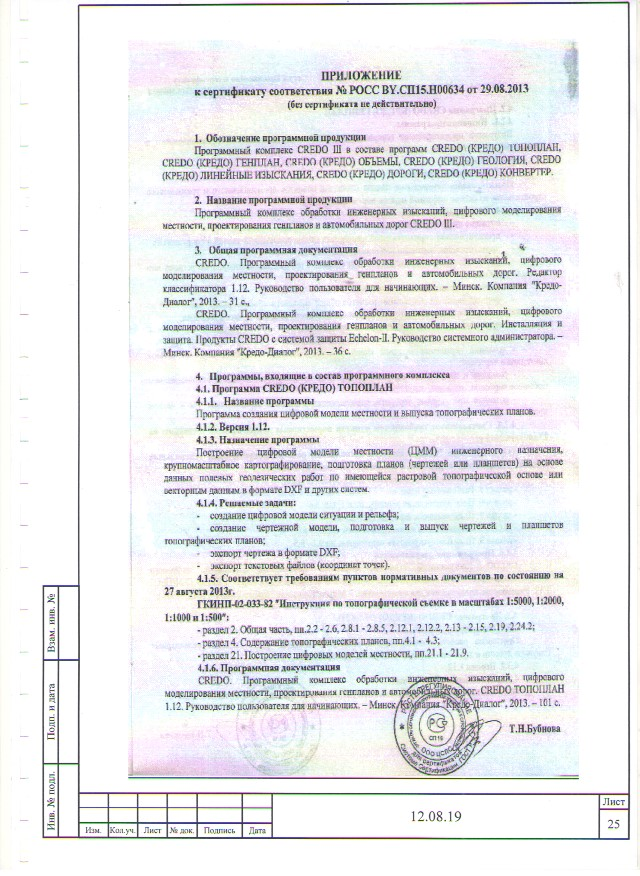 ПРИЛОЖЕНИЕ
к сертификату соответствия № РОСС BY.СП15.Н00634 от 29.08.2013
(без сертификата не действительно)
1. Обозначение программной продукции
Программный комплекс CREDO III в составе программ CREDO (КРЕДО) ТОПОПЛАН,
CREDO (КРЕДО) ГЕНПЛАН, CREDO (КРЕДО) ОБЪЕМЫ, CREDO (КРЕДО) ГЕОЛОГИЯ, CREDO
(КРЕДО) ЛИНЕЙНЫЕ ИЗЫСКАНИЯ, CREDO (КРЕДО) ДОРОГИ, CREDO (КРЕДО) КОНВЕРТЕР.
2. Название программной продукции
Программный комплекс обработки инженерных изысканий, цифрового моделирования
местности, проектирования генпланов и автомобильных дорог CREDO III.
3. Общая программная документация
CREDO. Программный комплекс обработки инженерных изысканий, цифрового
моделирования местности, проектирования генпланов и автомобильных дорог. Редактор
классификатора 1.12. Руководство пользователя для начинающих. – Минск. Компания "Кредо-
Диалог", 2013. – 31 с.,
CREDO. Программный комплекс обработки инженерных изысканий, цифрового
моделирования местности, проектирования генпланов и автомобильных дорог. Инсталляция и
защита. Продукты CREDO с системой защиты Echelon-II. Руководство системного администратора. –
Минск. Компания "Кредо-Диалог", 2013. – 36 с.
4. Программы, входящие в состав программного комплекса
4.1. Программа CREDO (КРЕДО) ТОПОПЛАН
4.1.1. Название программы
Программа создания цифровой модели местности и выпуска топографических планов.
4.1.2. Версия 1.12.
4.1.3. Назначение программы
Построение цифровой модели местности (ЦММ) инженерного назначения,
крупномасштабное картографирование, подготовка планов (чертежей или планшетов) на основе
данных полевых геодезических работ по имеющейся растровой топографической основе или
векторным данным в формате DXF и других систем.
4.1.4. Решаемые задачи:
- создание цифровой модели ситуации и рельефа;
- создание чертежной модели, подготовка и выпуск чертежей и планшетов
топографических планов;
- экспорт чертежа в формате DXF;
- экспорт текстовых файлов (координат точек).
4.1.5. Соответствует требованиям пунктов нормативных документов по состоянию на
27 августа 2013г.
ГКИНП-02-033-82 "Инструкция по топографической съемке в масштабах 1:5000, 1:2000,
1:1000 и 1:500":
- раздел 2. Общая часть, пп.2.2 - 2.6, 2.8.1 - 2.8.5, 2.12.1, 2.12.2, 2.13 - 2.15, 2.19, 2.24.2;
- раздел 4. Содержание топографических планов, пп.4.1 - 4.3;
- раздел 21. Построение цифровых моделей местности, пп.21.1 - 21.9.
4.1.6. Программная документация
CREDO. Программный комплекс обработки инженерных изысканий, цифрового
моделирования местности, проектирования генпланов и автомобильных дорог. CREDO ТОПОПЛАН
1.12. Руководство пользователя для начинающих. – Минск. Компания "Кредо-Диалог", 2013. – 101 с.
РС
СП15
Т.Н.Бубнова
Взам. инв. №
Подп. и дата
Инв. № подл.
Изм. Кол.уч. Лист № док. Подпись Дата
12.08.19
Лист
25